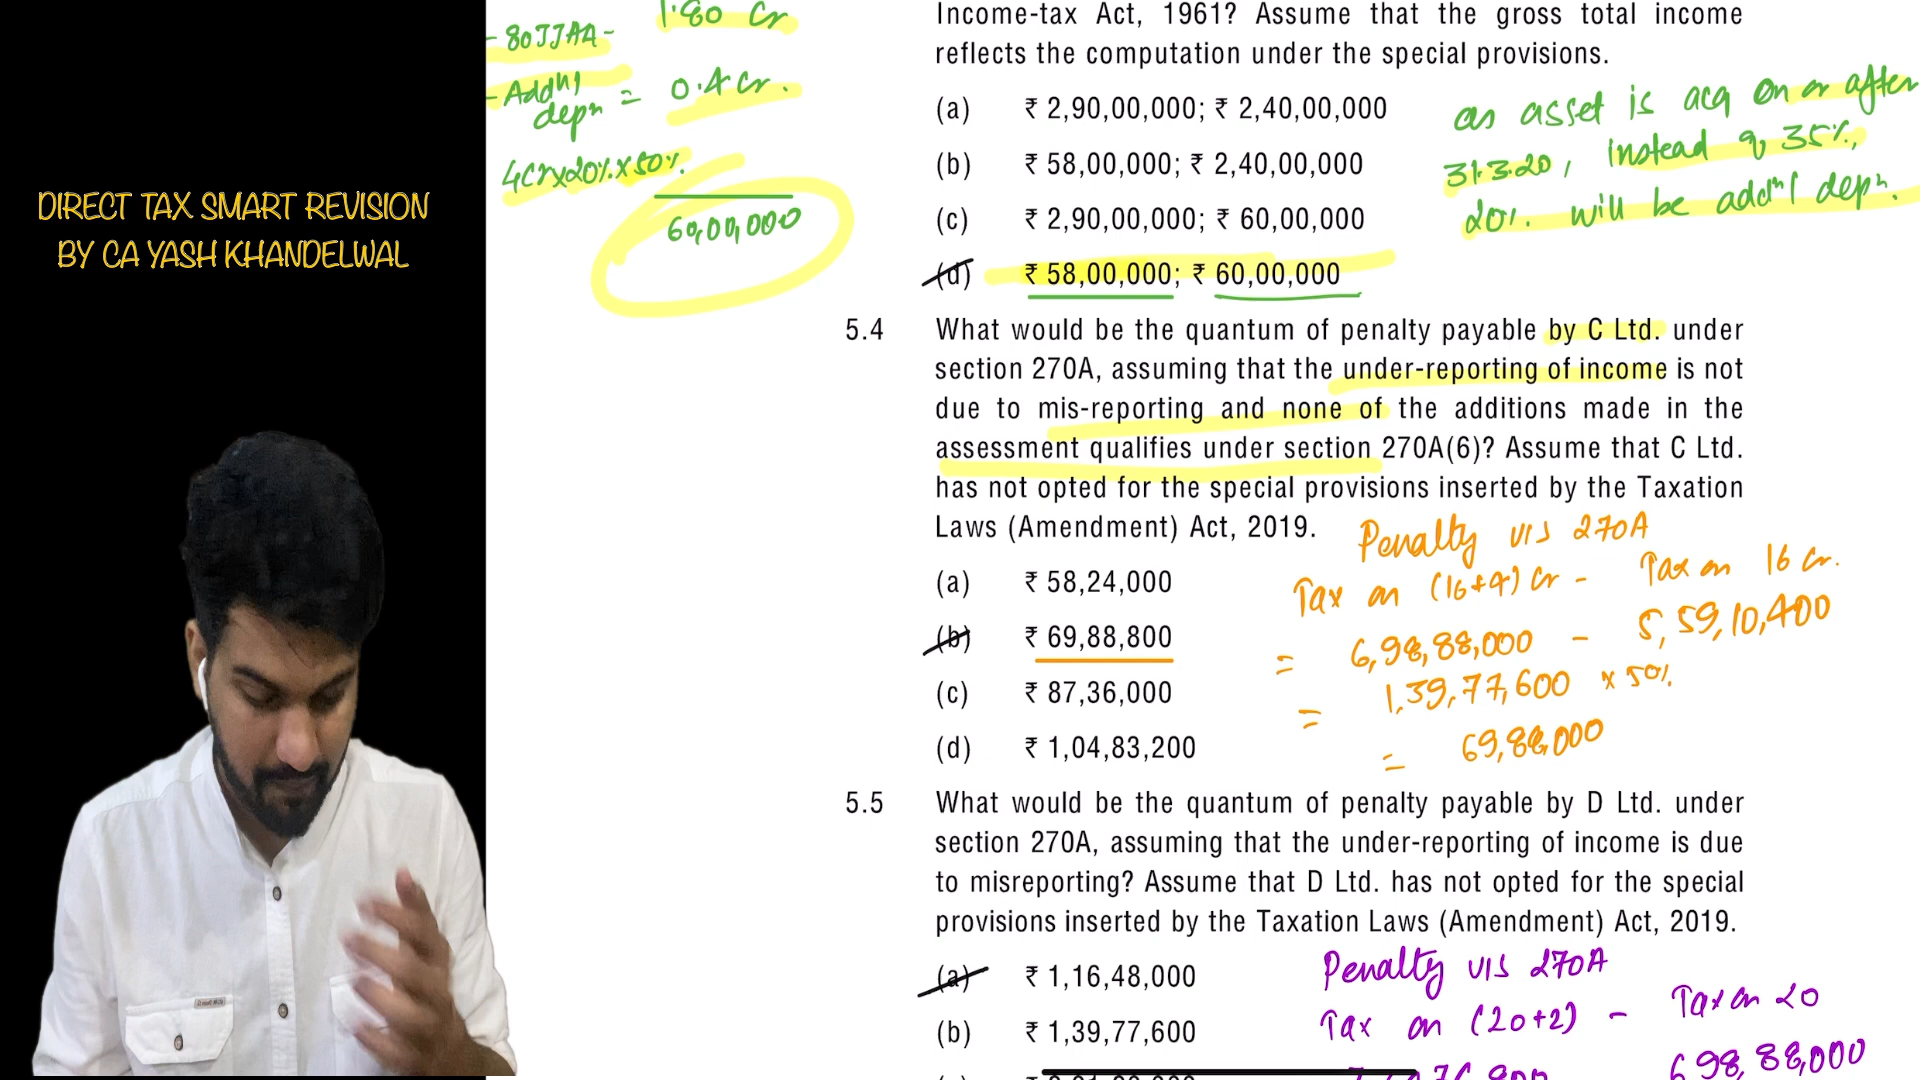 DIRECT TAX SMART REVISION
BY CA YASH KHANDELWAL
- 80JJAA - 1.80 Cr
- Addnl depn = 0.4 Cr.
4Cr x 20% x 50%
60,00,000
Income-tax Act, 1961? Assume that the gross total income
reflects the computation under the special provisions.
(a) ₹ 2,90,00,000; ₹ 2,40,00,000
(b) ₹ 58,00,000; ₹ 2,40,00,000
(c) ₹ 2,90,00,000; ₹ 60,00,000
(d) ₹ 58,00,000; ₹ 60,00,000
as asset is acq on or after
31.3.20, instead of 35%,
20%. will be addnl depn.
5.4 What would be the quantum of penalty payable by C Ltd. under
section 270A, assuming that the under-reporting of income is not
due to mis-reporting and none of the additions made in the
assessment qualifies under section 270A(6)? Assume that C Ltd.
has not opted for the special provisions inserted by the Taxation
Laws (Amendment) Act, 2019.
(a) ₹ 58,24,000
(b) ₹ 69,88,800
(c) ₹ 87,36,000
(d) ₹ 1,04,83,200
Penalty u/s 270A
Tax on (16+4) Cr - Tax on 16 Cr.
= 6,98,88,000 - 5,59,10,400
= 1,39,77,600 x 50%
= 69,88,000
5.5 What would be the quantum of penalty payable by D Ltd. under
section 270A, assuming that the under-reporting of income is due
to misreporting? Assume that D Ltd. has not opted for the special
provisions inserted by the Taxation Laws (Amendment) Act, 2019.
(a) ₹ 1,16,48,000
(b) ₹ 1,39,77,600
Penalty u/s 270A
Tax on (20+2) - Tax on 20
698,88,000